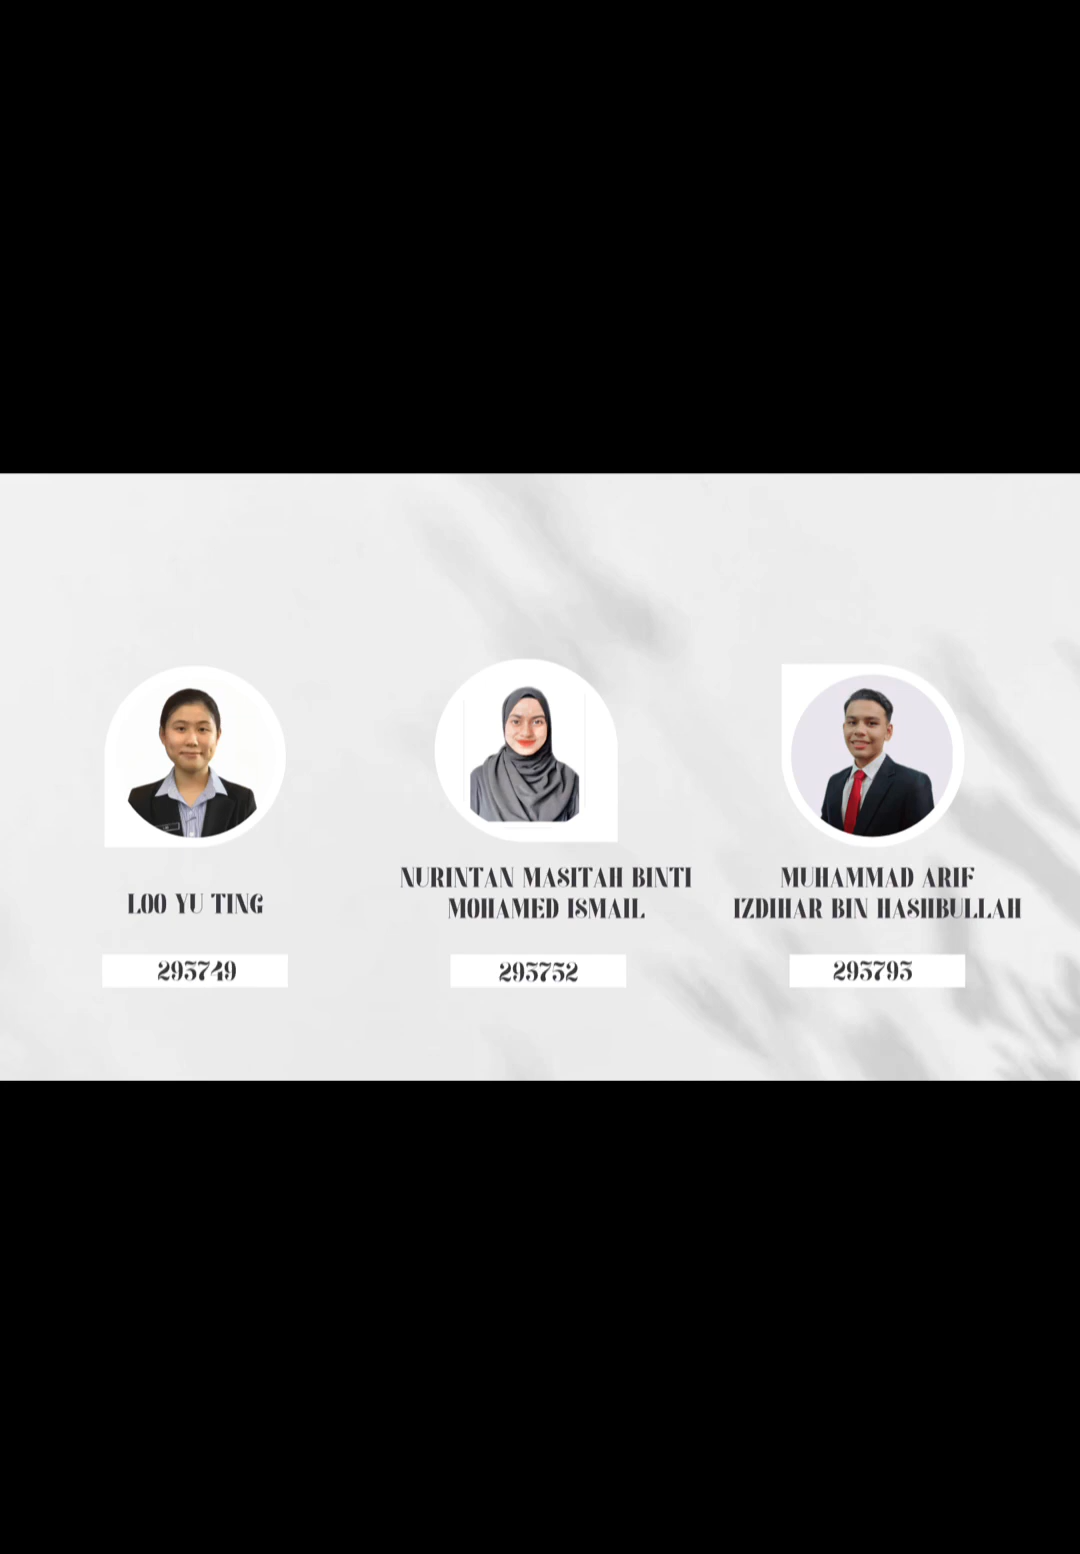 LOO YU TING
295749
NURINTAN MASITAH BINTI
MOHAMED ISMAIL
295752
MUHAMMAD ARIF
IZDIHAR BIN HASHBULLAH
295795